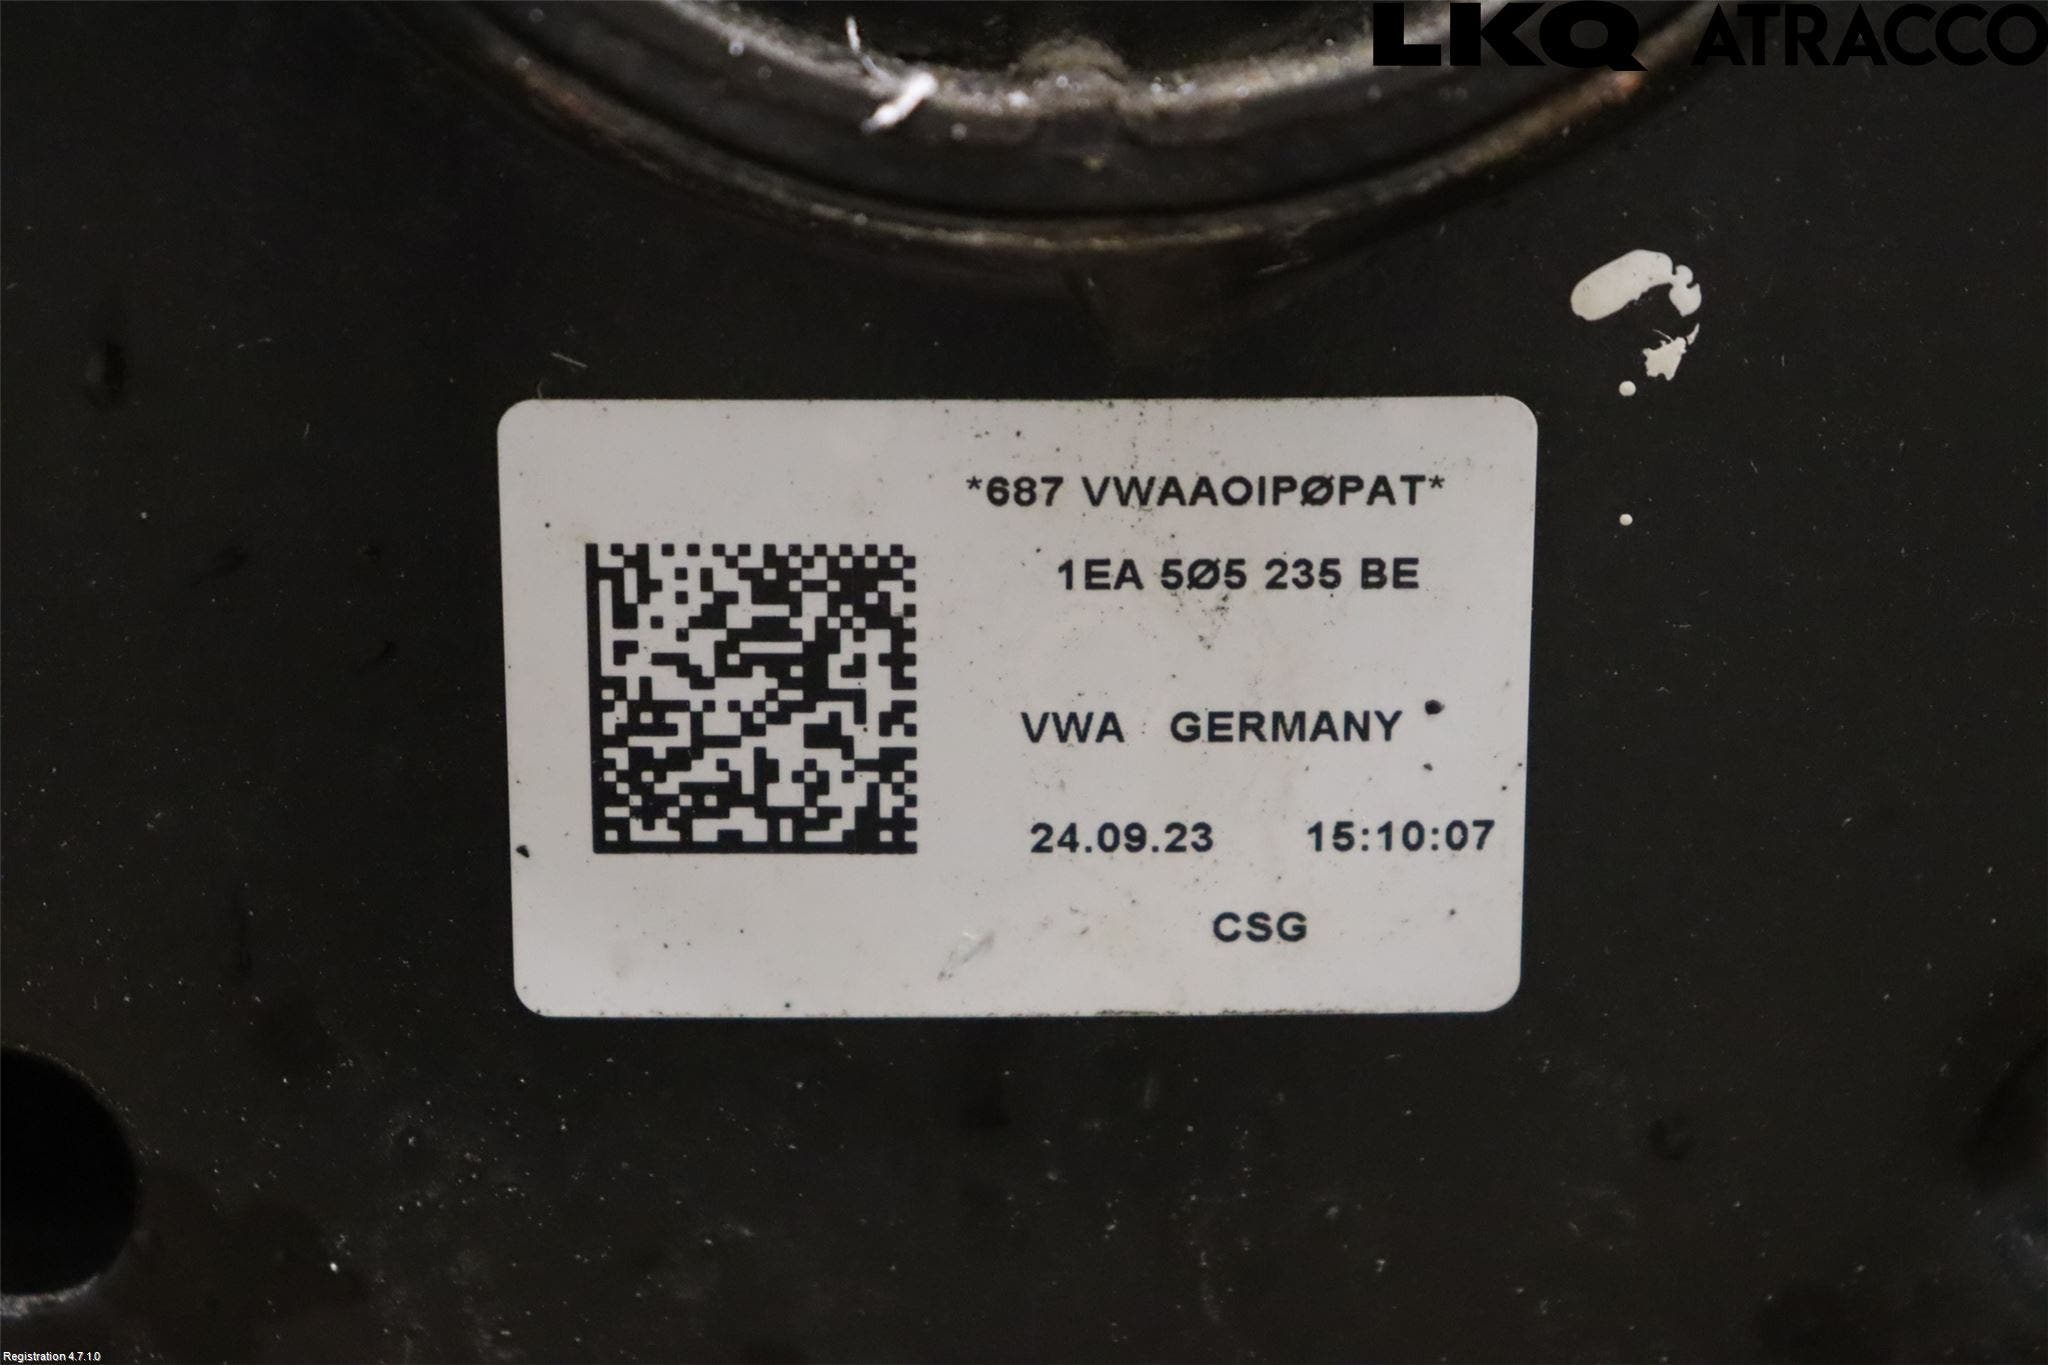 LKQ ATRACCO
*687 VWAAOIPØPAT*
1EA 5Ø5 235 BE
VWA GERMANY
24.09.23 15:10:07
CSG
Registration 4.7.1.0